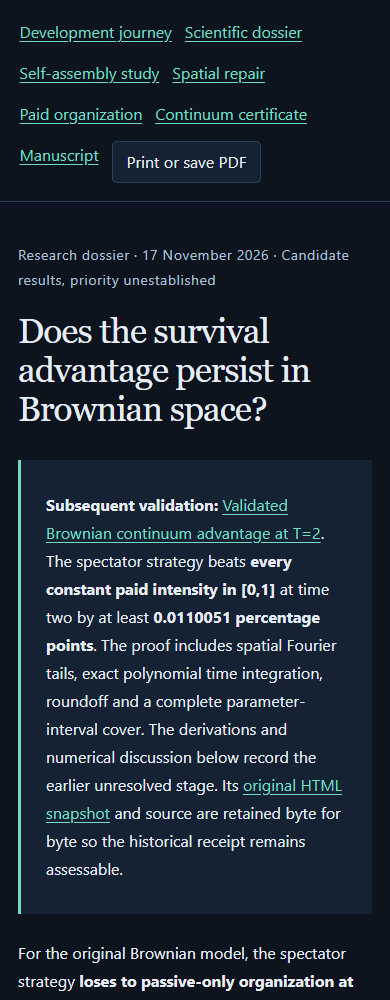 Development journey Scientific dossier
Self-assembly study Spatial repair
Paid organization Continuum certificate
Manuscript Print or save PDF
Research dossier · 17 November 2026 · Candidate
results, priority unestablished
Does the survival
advantage persist in
Brownian space?
Subsequent validation: Validated
Brownian continuum advantage at T=2.
The spectator strategy beats every
constant paid intensity in [0,1] at time
two by at least 0.0110051 percentage
points. The proof includes spatial Fourier
tails, exact polynomial time integration,
roundoff and a complete parameter-
interval cover. The derivations and
numerical discussion below record the
earlier unresolved stage. Its original HTML
snapshot and source are retained byte for
byte so the historical receipt remains
assessable.
For the original Brownian model, the spectator
strategy loses to passive-only organization at